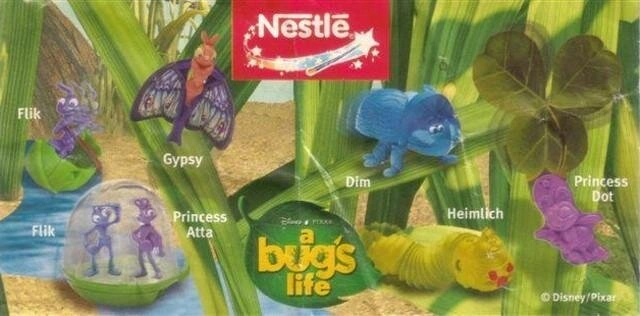 Nestlé
Flik
Gypsy
Dim
Princess
Dot
Flik
Princess
Atta
Heimlich
Disney PIXAR
a
bug's
life
© Disney/Pixar